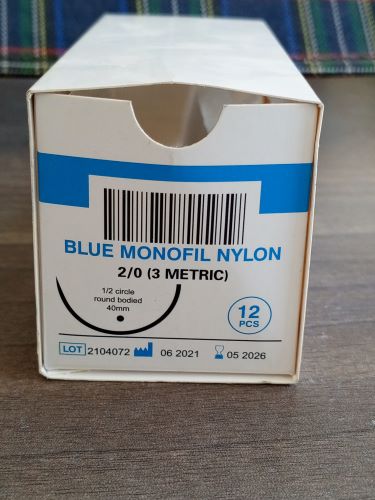 BLUE MONOFIL NYLON
2/0 (3 METRIC)
1/2 circle
round bodied
40mm
12
PCS
LOT 2104072 06 2021 05 2026